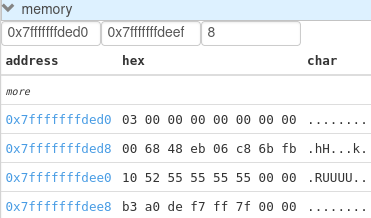 memory
0x7fffffffded0 0x7fffffffdeef 8
address hex char
more
0x7fffffffded0 03 00 00 00 00 00 00 00 ........
0x7fffffffded8 00 68 48 eb 06 c8 6b fb .hH...k.
0x7fffffffdee0 10 52 55 55 55 55 00 00 .RUUUU..
0x7fffffffdee8 b3 a0 de f7 ff 7f 00 00 ........